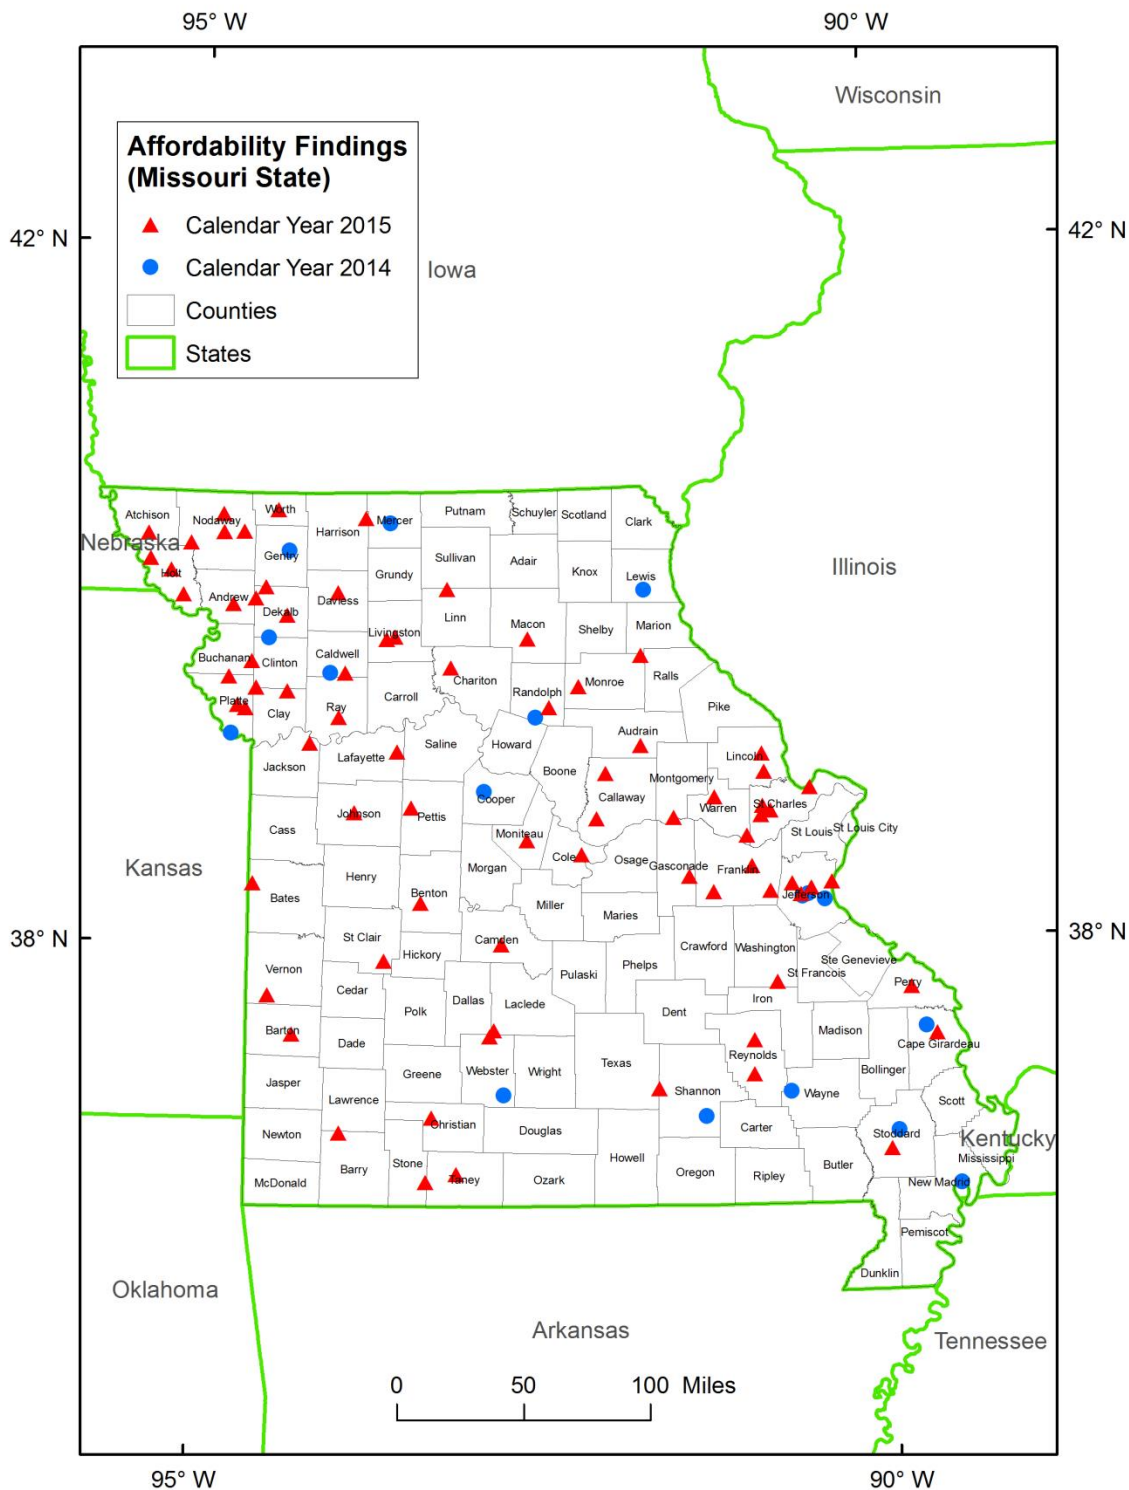 95° W
90° W
Wisconsin
Affordability Findings
(Missouri State)
Calendar Year 2015
Calendar Year 2014
Counties
States
42° N
42° N
Iowa
Atchison
Nodaway
Worth
Harrison
Mercer
Putnam
Schuyler
Scotland
Clark
Nebraska
Holt
Gentry
Grundy
Sullivan
Adair
Knox
Lewis
Illinois
Andrew
Dekalb
Daviess
Livingston
Linn
Macon
Shelby
Marion
Buchanan
Clinton
Caldwell
Carroll
Chariton
Randolph
Monroe
Ralls
Platte
Clay
Ray
Saline
Howard
Audrain
Pike
Jackson
Lafayette
Boone
Montgomery
Lincoln
Johnson
Pettis
Cooper
Callaway
Warren
St Charles
Cass
Moniteau
Cole
Osage
Gasconade
Franklin
St Louis
St Louis City
Kansas
Bates
Henry
Benton
Morgan
Miller
Maries
Jefferson
38° N
38° N
St Clair
Hickory
Camden
Pulaski
Phelps
Crawford
Washington
Ste Genevieve
St Francois
Perry
Vernon
Cedar
Polk
Dallas
Laclede
Dent
Iron
Madison
Cape Girardeau
Barton
Dade
Greene
Webster
Wright
Texas
Reynolds
Bollinger
Jasper
Lawrence
Shannon
Wayne
Scott
Newton
Christian
Douglas
Carter
Stoddard
Kentucky
Mississippi
McDonald
Barry
Stone
Taney
Ozark
Howell
Oregon
Ripley
Butler
New Madrid
Pemiscot
Dunklin
Oklahoma
Arkansas
Tennessee
0 50 100 Miles
95° W
90° W